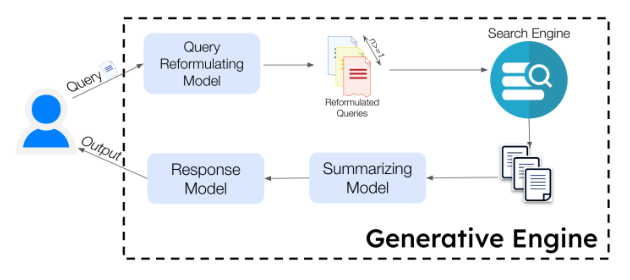 Query
Query
Reformulating
Model
n>=1
Reformulated
Queries
Search Engine
Output
Response
Model
Summarizing
Model
Generative Engine